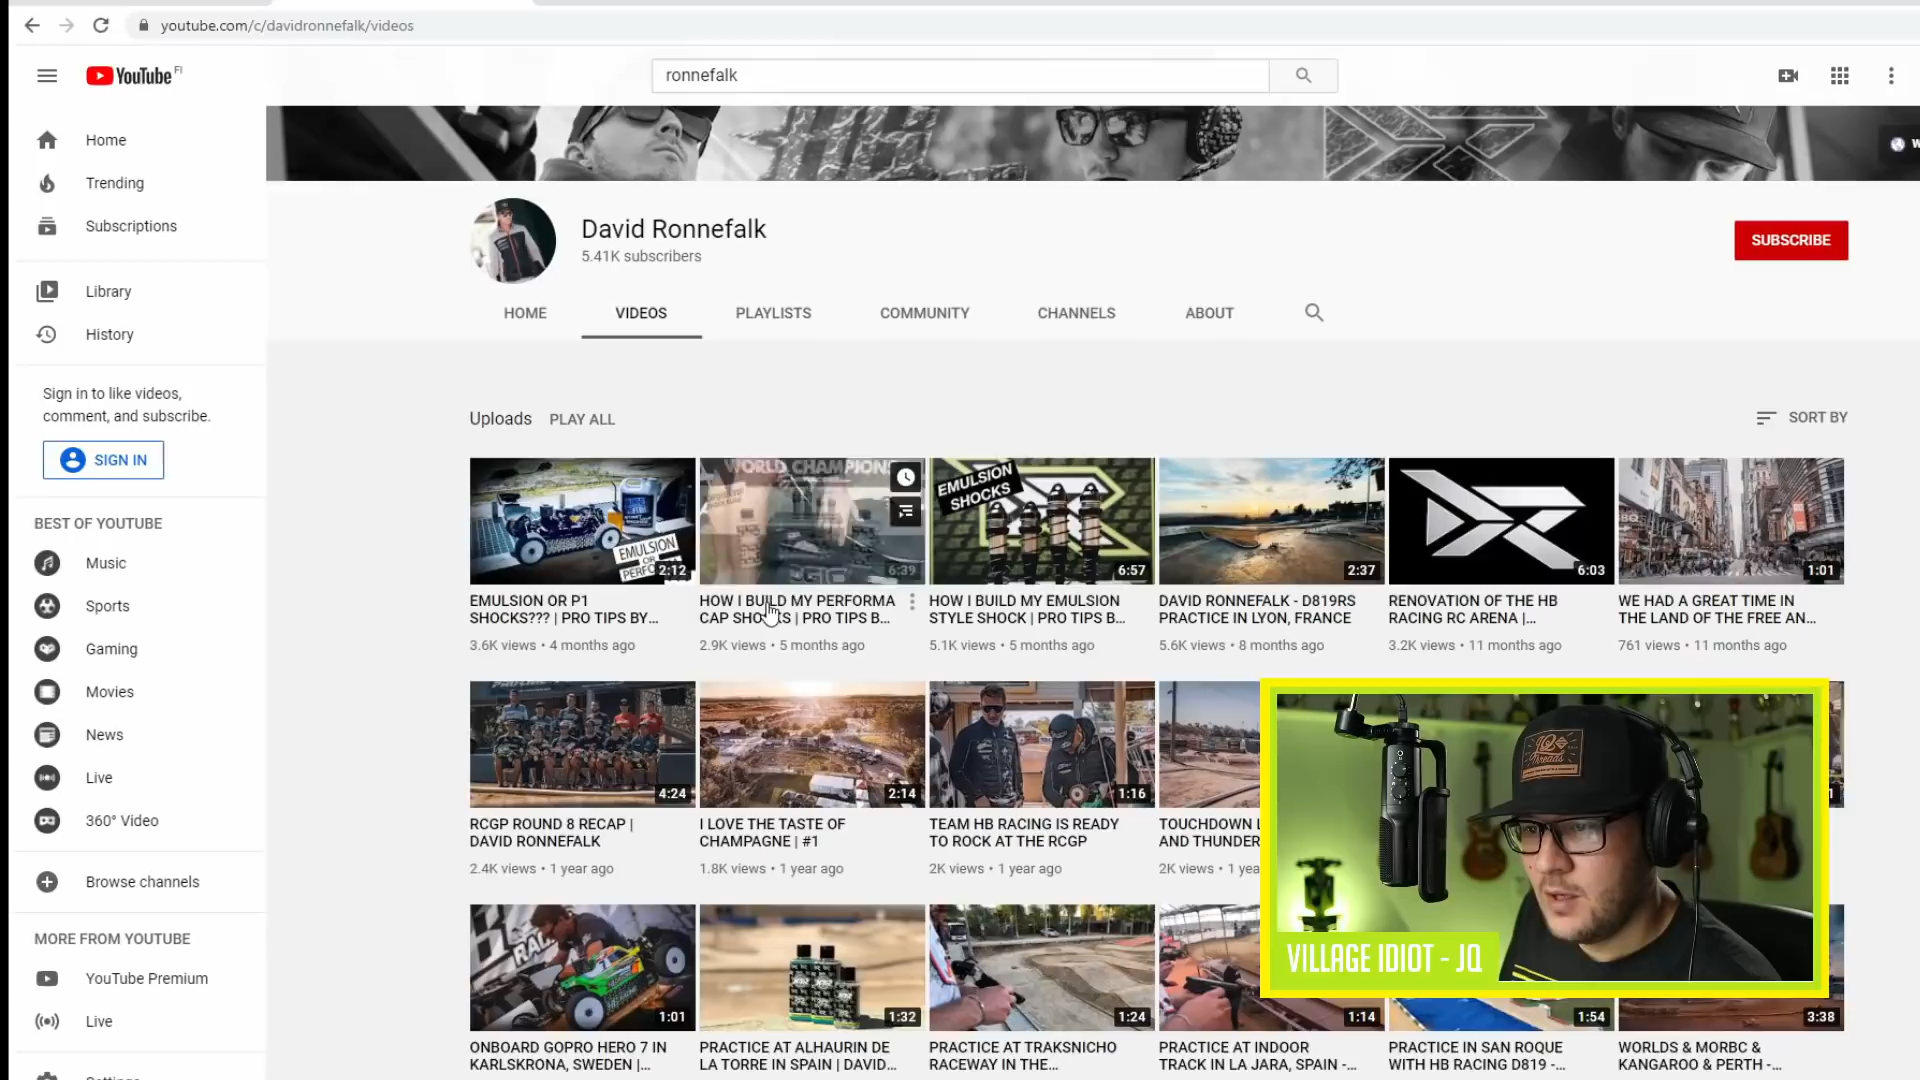 youtube.com/c/davidronnefalk/videos
YouTube FI
ronnefalk
Home
Trending
Subscriptions
Library
History
Sign in to like videos,
comment, and subscribe.
SIGN IN
BEST OF YOUTUBE
Music
Sports
Gaming
Movies
News
Live
360° Video
Browse channels
MORE FROM YOUTUBE
YouTube Premium
Live
Settings
David Ronnefalk
5.41K subscribers
SUBSCRIBE
HOME
VIDEOS
PLAYLISTS
COMMUNITY
CHANNELS
ABOUT
Uploads
PLAY ALL
SORT BY
EMULSION
OR
2:12
EMULSION OR P1
SHOCKS??? | PRO TIPS BY...
3.6K views • 4 months ago
WORLD CHAMPIONS
6:39
HOW I BUILD MY PERFORMA
CAP SHOCKS | PRO TIPS B...
2.9K views • 5 months ago
EMULSION
SHOCKS
6:57
HOW I BUILD MY EMULSION
STYLE SHOCK | PRO TIPS B...
5.1K views • 5 months ago
2:37
DAVID RONNEFALK - D819RS
PRACTICE IN LYON, FRANCE
5.6K views • 8 months ago
6:03
RENOVATION OF THE HB
RACING RC ARENA |...
3.2K views • 11 months ago
1:01
WE HAD A GREAT TIME IN
THE LAND OF THE FREE AN...
761 views • 11 months ago
4:24
RCGP ROUND 8 RECAP |
DAVID RONNEFALK
2.4K views • 1 year ago
2:14
I LOVE THE TASTE OF
CHAMPAGNE | #1
1.8K views • 1 year ago
1:16
TEAM HB RACING IS READY
TO ROCK AT THE RCGP
2K views • 1 year ago
TOUCHDOWN
AND THUNDER
2K views • 1 yea
JQ
Threads
VILLAGE IDIOT - JQ
1:01
ONBOARD GOPRO HERO 7 IN
KARLSKRONA, SWEDEN |...
1:32
PRACTICE AT ALHAURIN DE
LA TORRE IN SPAIN | DAVID...
1:24
PRACTICE AT TRAKSNICHO
RACEWAY IN THE...
1:14
PRACTICE AT INDOOR
TRACK IN LA JARA, SPAIN -...
1:54
PRACTICE IN SAN ROQUE
WITH HB RACING D819 -...
3:38
WORLDS & MORBC &
KANGAROO & PERTH -...